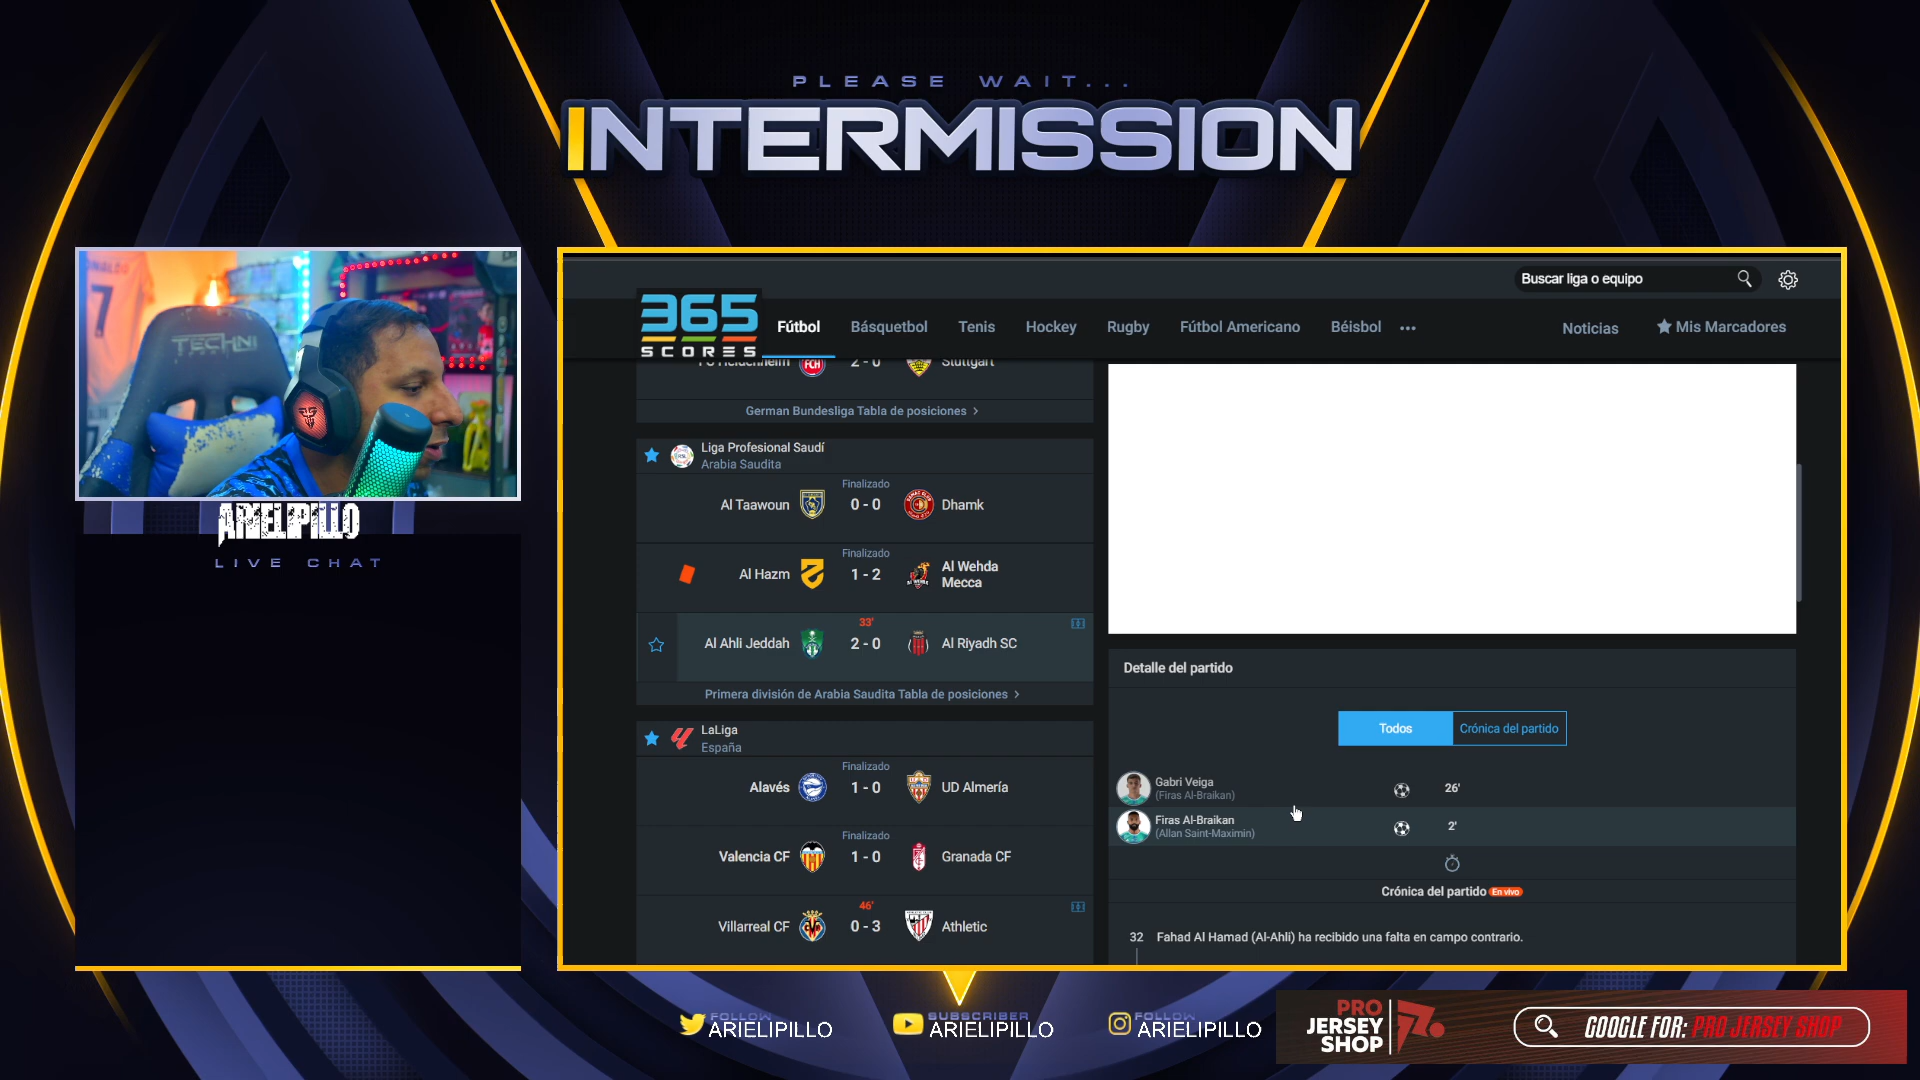 PLEASE WAIT...
INTERMISSION
7
TECHNI
ARIELIPILLO
LIVE CHAT
Buscar liga o equipo
365
SCORES
Fútbol
Básquetbol
Tenis
Hockey
Rugby
Fútbol Americano
Béisbol
Noticias
Mis Marcadores
FC Heidenheim 2 - 0 Stuttgart
German Bundesliga Tabla de posiciones >
Liga Profesional Saudí
Arabia Saudita
Finalizado
Al Taawoun 0 - 0 Dhamk
Finalizado
Al Hazm 1 - 2 Al Wehda Mecca
33'
Al Ahli Jeddah 2 - 0 Al Riyadh SC
Primera división de Arabia Saudita Tabla de posiciones >
LaLiga
España
Finalizado
Alavés 1 - 0 UD Almería
Finalizado
Valencia CF 1 - 0 Granada CF
46'
Villarreal CF 0 - 3 Athletic
Detalle del partido
Todos
Crónica del partido
Gabri Veiga
(Firas Al-Braikan)
26'
Firas Al-Braikan
(Allan Saint-Maximin)
2'
Crónica del partido En vivo
32 Fahad Al Hamad (Al-Ahli) ha recibido una falta en campo contrario.
FOLLOW
ARIELIPILLO
SUBSCRIBER
ARIELIPILLO
FOLLOW
ARIELIPILLO
PRO
JERSEY
SHOP
GOOGLE FOR: PRO JERSEY SHOP